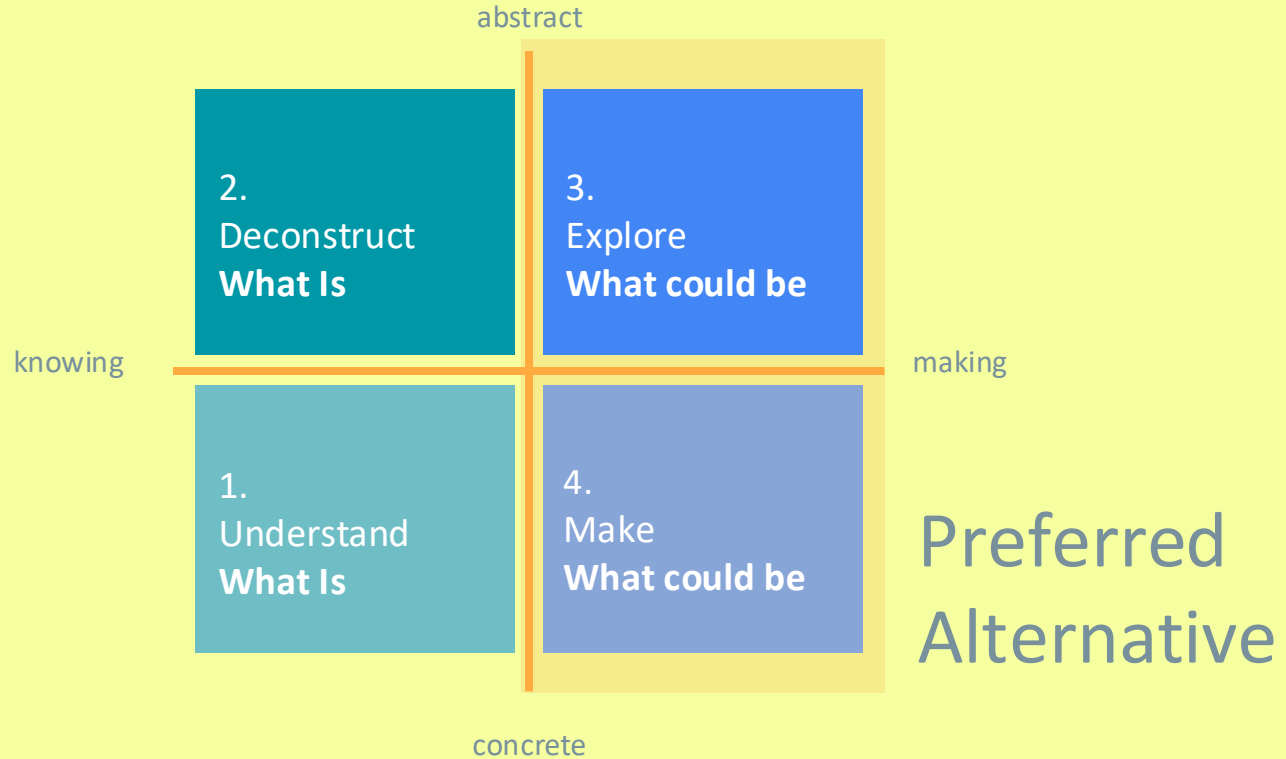 abstract
2.
Deconstruct
What Is
3.
Explore
What could be
knowing
making
1.
Understand
What Is
4.
Make
What could be
Preferred
Alternative
concrete